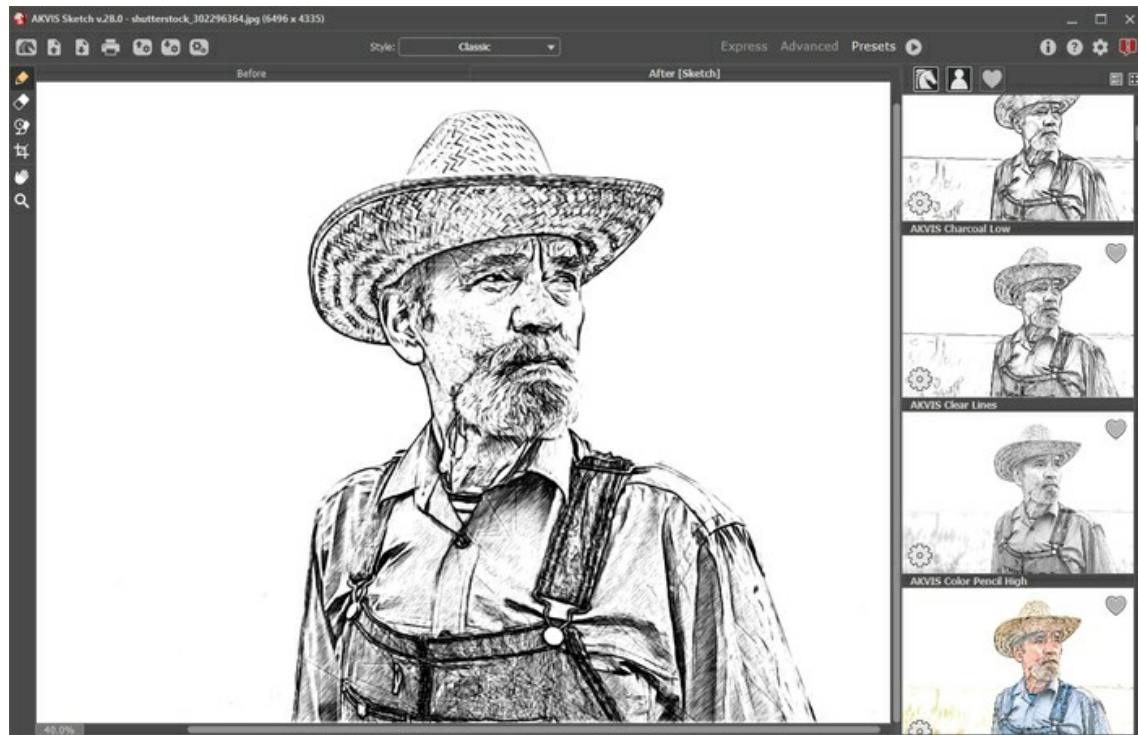 AKVIS Sketch v.28.0 - shutterstock_302296364.jpg (6496 x 4335)
Style: Classic Express Advanced Presets
Before After [Sketch]
AKVIS Charcoal Low
AKVIS Clear Lines
AKVIS Color Pencil High
40.0%